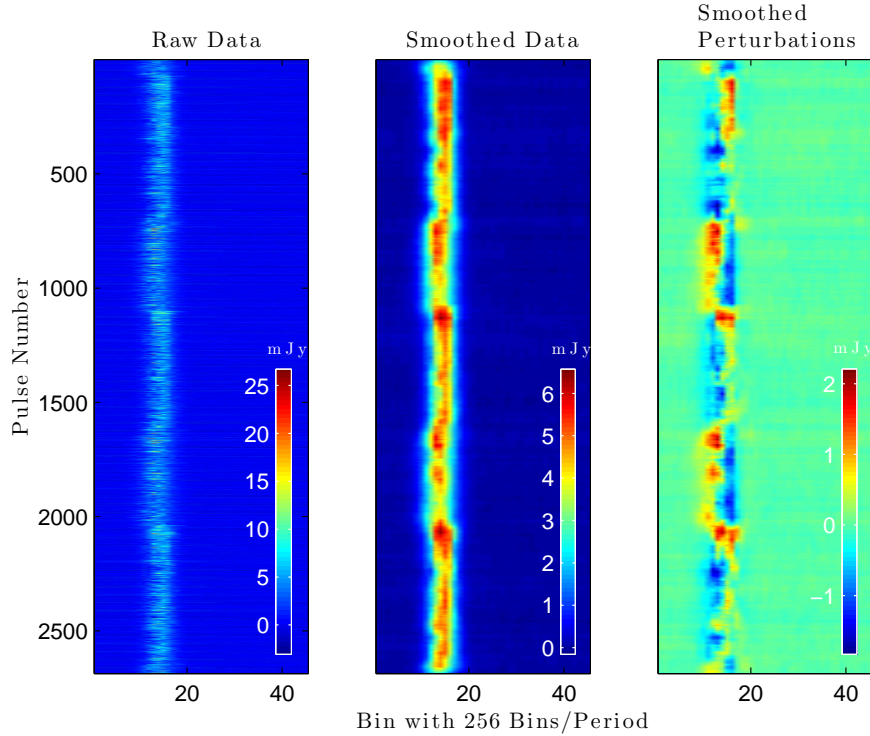 Raw Data
Smoothed Data
Smoothed
Perturbations
Pulse Number
500
1000
1500
2000
2500
mJy
25
20
15
10
5
0
mJy
6
5
4
3
2
1
0
mJy
2
1
0
−1
20 40
20 40
20 40
Bin with 256 Bins/Period